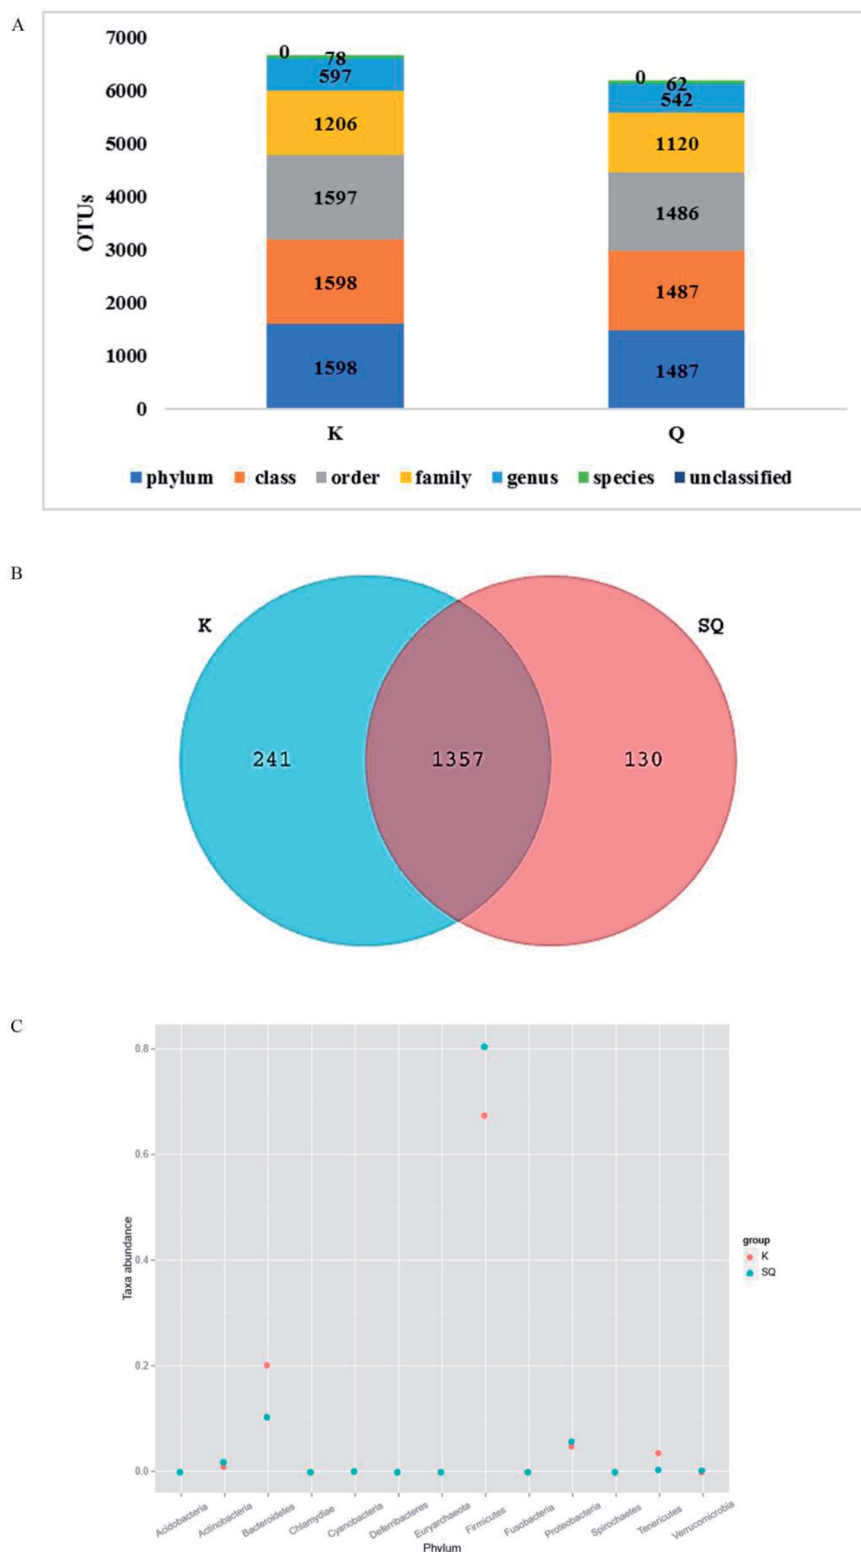 A
7000
6000
5000
4000
3000
2000
1000
0
OTUs
0
78
597
1206
1597
1598
1598
0
62
542
1120
1486
1487
1487
K Q
phylum class order family genus species unclassified
B
K SQ
241 1357 130
C
0.8
0.6
0.4
0.2
0.0
Taxa abundance
group
K
SQ
Acidobacteria Actinobacteria Bacteroidetes Chlamydiae Cyanobacteria Deferribacteres Euryarchaeota Firmicutes Fusobacteria Proteobacteria Spirochaetes Tenericutes Verrucomicrobia
Phylum